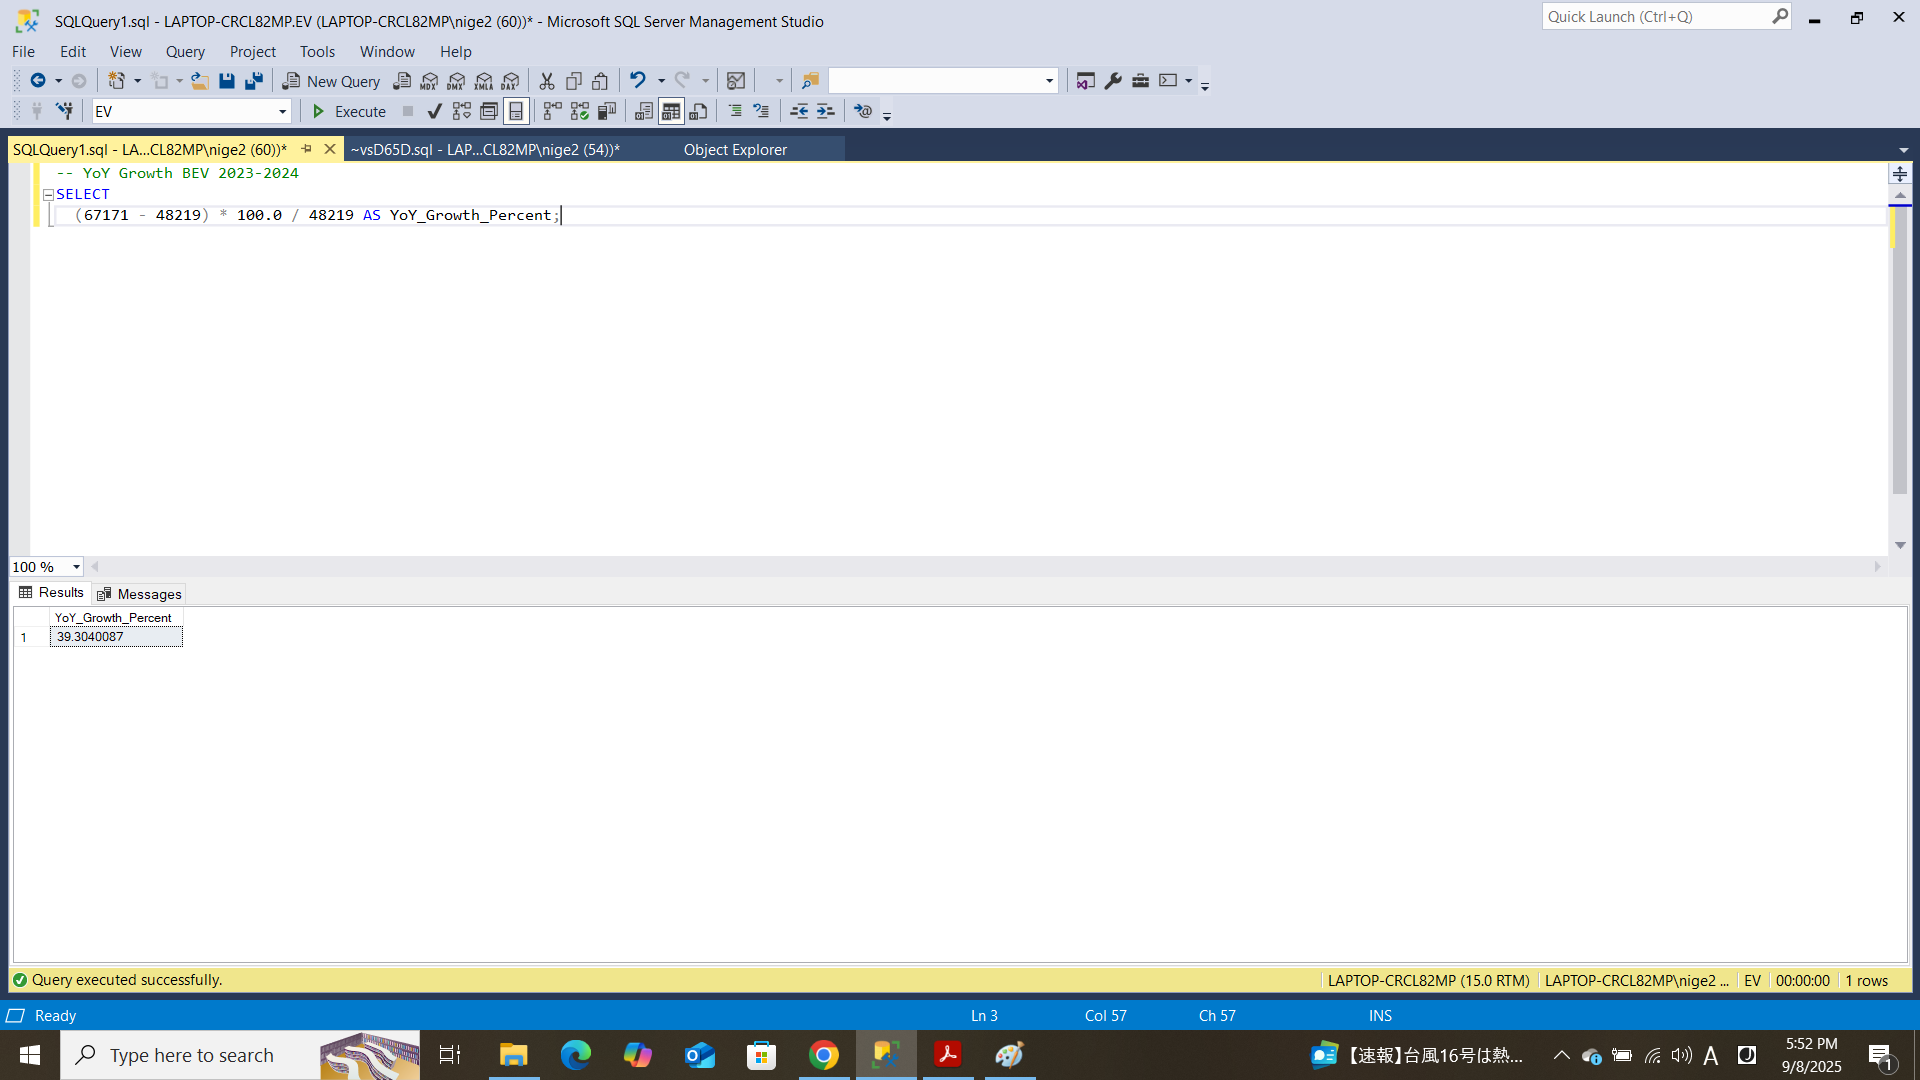 SQLQuery1.sql - LAPTOP-CRCL82MP.EV (LAPTOP-CRCL82MP\nige2 (60))* - Microsoft SQL Server Management Studio
Quick Launch (Ctrl+Q)
File Edit View Query Project Tools Window Help
New Query MDX DMX XMLA DAX
EV Execute
SQLQuery1.sql - LA...CL82MP\nige2 (60))* ~vsD65D.sql - LAP...CL82MP\nige2 (54))* Object Explorer
-- YoY Growth BEV 2023-2024
SELECT
(67171 - 48219) * 100.0 / 48219 AS YoY_Growth_Percent;
100 %
Results Messages
YoY_Growth_Percent
1 39.3040087
Query executed successfully. LAPTOP-CRCL82MP (15.0 RTM) LAPTOP-CRCL82MP\nige2 ... EV 00:00:00 1 rows
Ready Ln 3 Col 57 Ch 57 INS
Type here to search
【速報】台風16号は熱...
A
5:52 PM
9/8/2025
1